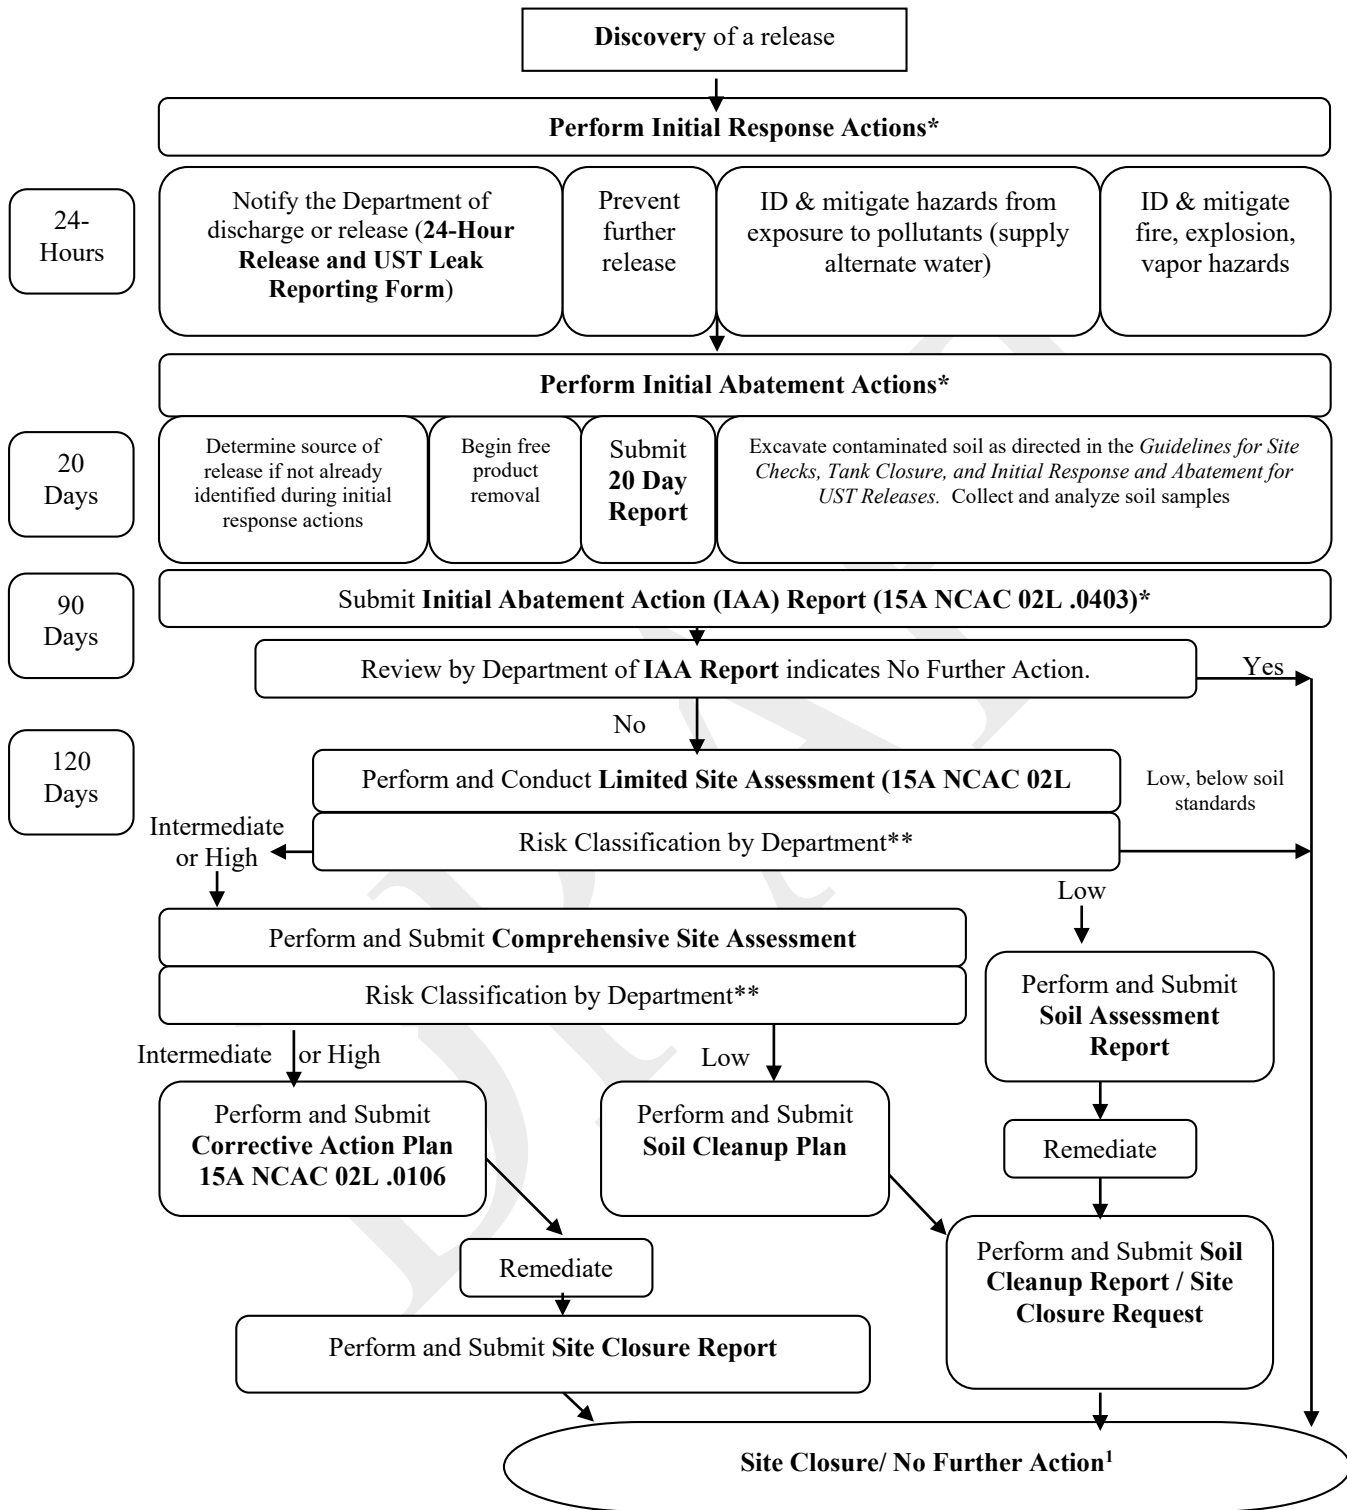 Discovery of a release
Perform Initial Response Actions*
24-
Hours
Notify the Department of
discharge or release (24-Hour
Release and UST Leak
Reporting Form)
Prevent
further
release
ID & mitigate hazards from
exposure to pollutants (supply
alternate water)
ID & mitigate
fire, explosion,
vapor hazards
Perform Initial Abatement Actions*
20
Days
Determine source of
release if not already
identified during initial
response actions
Begin free
product
removal
Submit
20 Day
Report
Excavate contaminated soil as directed in the Guidelines for Site
Checks, Tank Closure, and Initial Response and Abatement for
UST Releases. Collect and analyze soil samples
90
Days
Submit Initial Abatement Action (IAA) Report (15A NCAC 02L .0403)*
Review by Department of IAA Report indicates No Further Action.
Yes
No
120
Days
Perform and Conduct Limited Site Assessment (15A NCAC 02L
Low, below soil
standards
Intermediate
or High
Risk Classification by Department**
Low
Perform and Submit Comprehensive Site Assessment
Risk Classification by Department**
Perform and Submit
Soil Assessment
Report
Intermediate or High
Low
Perform and Submit
Corrective Action Plan
15A NCAC 02L .0106
Perform and Submit
Soil Cleanup Plan
Remediate
Remediate
Perform and Submit Soil
Cleanup Report / Site
Closure Request
Perform and Submit Site Closure Report
Site Closure/ No Further Action1
DRAFT